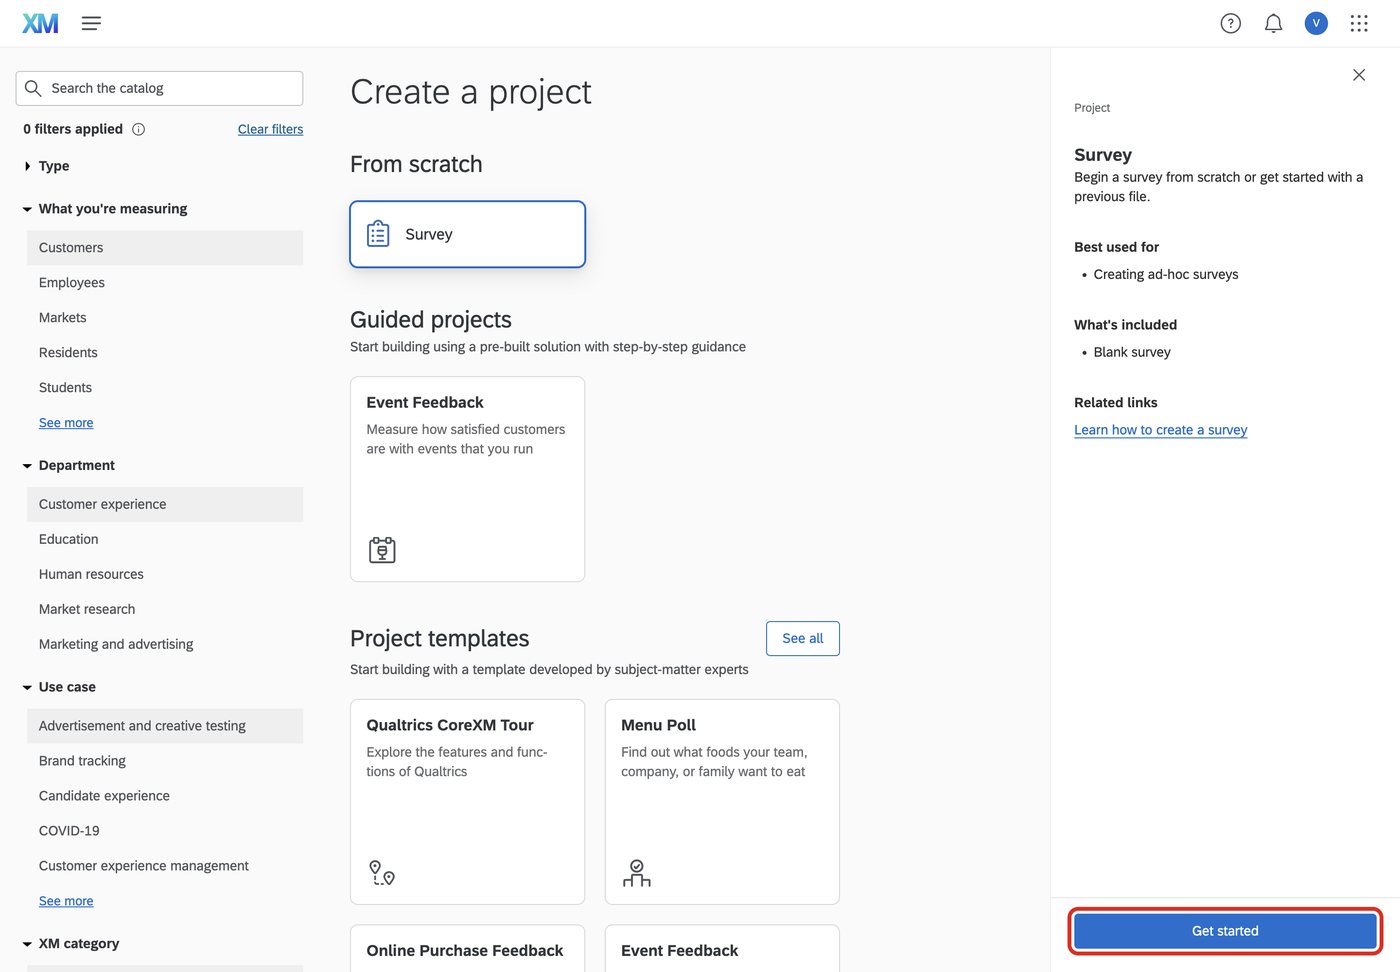 XM
?
V
Search the catalog
0 filters applied
Clear filters
Type
What you're measuring
Customers
Employees
Markets
Residents
Students
See more
Department
Customer experience
Education
Human resources
Market research
Marketing and advertising
Use case
Advertisement and creative testing
Brand tracking
Candidate experience
COVID-19
Customer experience management
See more
XM category
Create a project
From scratch
Survey
Guided projects
Start building using a pre-built solution with step-by-step guidance
Event Feedback
Measure how satisfied customers
are with events that you run
Project templates
See all
Start building with a template developed by subject-matter experts
Qualtrics CoreXM Tour
Explore the features and func-
tions of Qualtrics
Menu Poll
Find out what foods your team,
company, or family want to eat
Online Purchase Feedback
Event Feedback
Project
Survey
Begin a survey from scratch or get started with a
previous file.
Best used for
• Creating ad-hoc surveys
What's included
• Blank survey
Related links
Learn how to create a survey
Get started